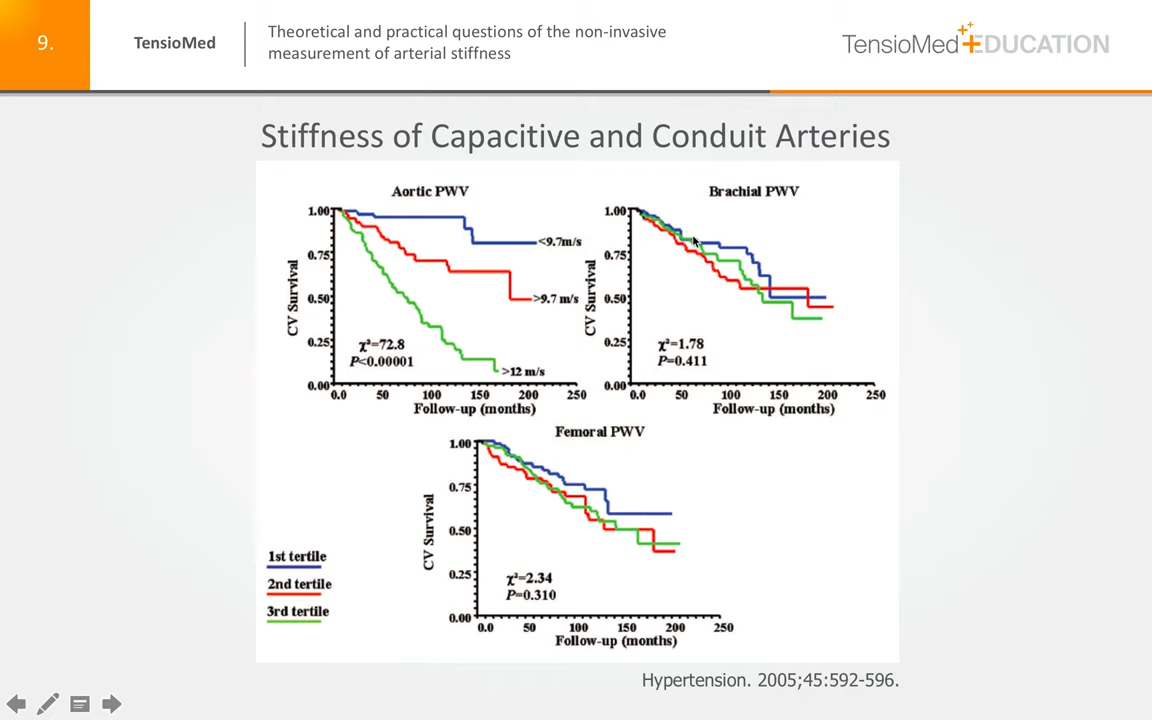 9.
TensioMed
Theoretical and practical questions of the non-invasive
measurement of arterial stiffness
TensioMed EDUCATION
Stiffness of Capacitive and Conduit Arteries
Aortic PWV
CV Survival
1.00
0.75
0.50
0.25
0.00
<9.7m/s
>9.7 m/s
>12 m/s
χ²=72.8
P<0.00001
0.0 50 100 150 200 250
Follow-up (months)
Brachial PWV
CV Survival
1.00
0.75
0.50
0.25
0.00
χ²=1.78
P=0.411
0.0 50 100 150 200 250
Follow-up (months)
Femoral PWV
CV Survival
1.00
0.75
0.50
0.25
0.00
χ²=2.34
P=0.310
0.0 50 100 150 200 250
Follow-up (months)
1st tertile
2nd tertile
3rd tertile
Hypertension. 2005;45:592-596.